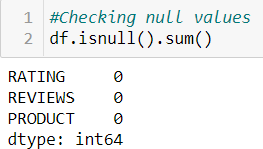 1 #Checking null values
2 df.isnull().sum()
RATING 0
REVIEWS 0
PRODUCT 0
dtype: int64